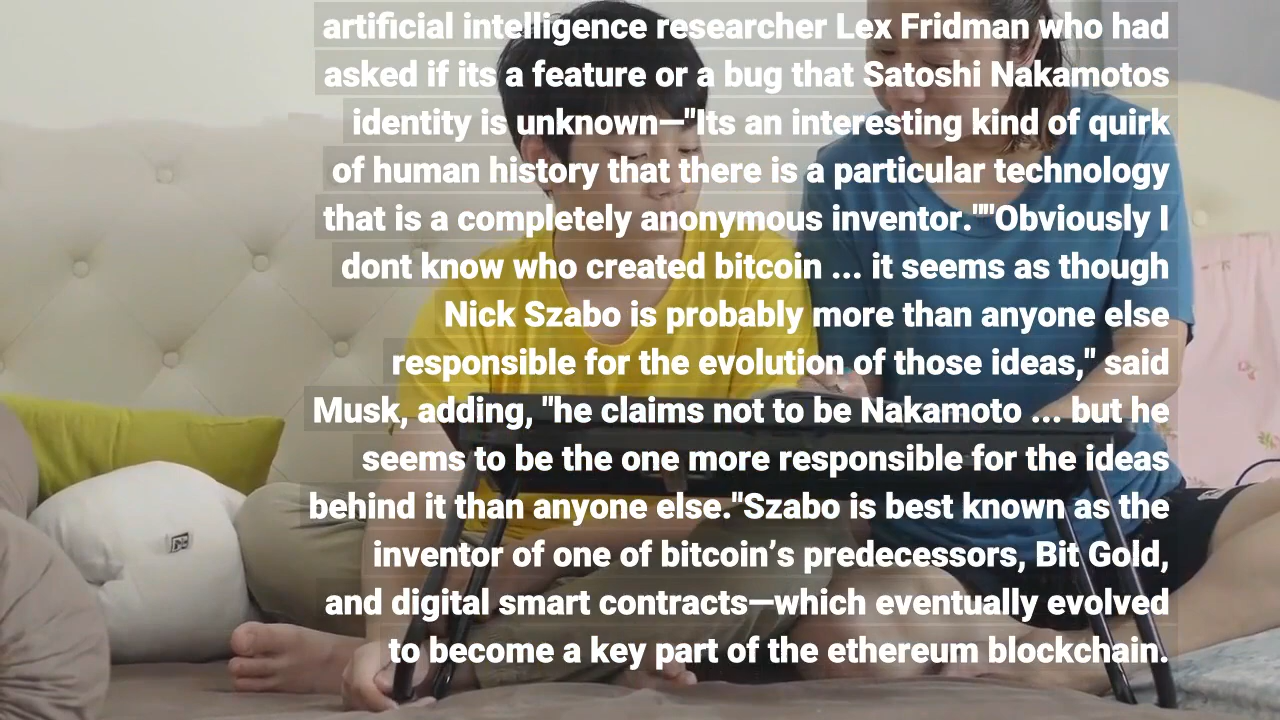 artificial intelligence researcher Lex Fridman who had
asked if its a feature or a bug that Satoshi Nakamotos
identity is unknown—"Its an interesting kind of quirk
of human history that there is a particular technology
that is a completely anonymous inventor.""Obviously I
dont know who created bitcoin ... it seems as though
Nick Szabo is probably more than anyone else
responsible for the evolution of those ideas," said
Musk, adding, "he claims not to be Nakamoto ... but he
seems to be the one more responsible for the ideas
behind it than anyone else."Szabo is best known as the
inventor of one of bitcoin’s predecessors, Bit Gold,
and digital smart contracts—which eventually evolved
to become a key part of the ethereum blockchain.